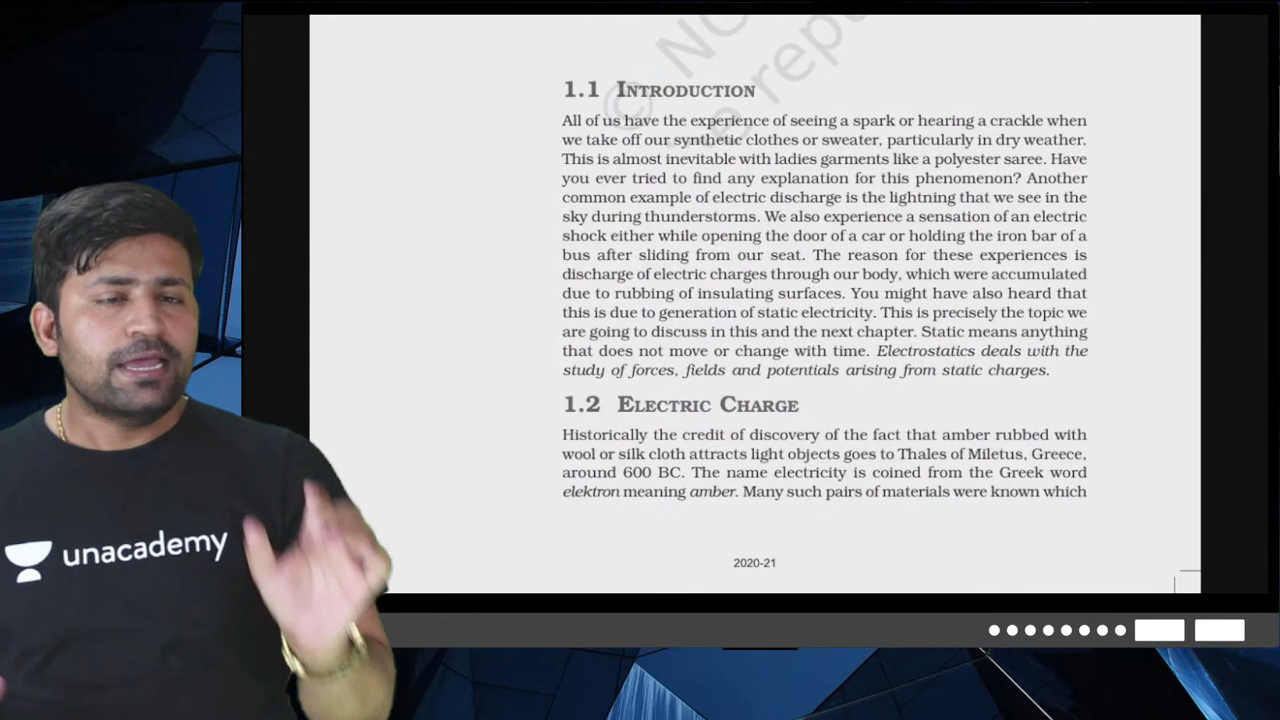 1.1 INTRODUCTION
All of us have the experience of seeing a spark or hearing a crackle when
we take off our synthetic clothes or sweater, particularly in dry weather.
This is almost inevitable with ladies garments like a polyester saree. Have
you ever tried to find any explanation for this phenomenon? Another
common example of electric discharge is the lightning that we see in the
sky during thunderstorms. We also experience a sensation of an electric
shock either while opening the door of a car or holding the iron bar of a
bus after sliding from our seat. The reason for these experiences is
discharge of electric charges through our body, which were accumulated
due to rubbing of insulating surfaces. You might have also heard that
this is due to generation of static electricity. This is precisely the topic we
are going to discuss in this and the next chapter. Static means anything
that does not move or change with time. Electrostatics deals with the
study of forces, fields and potentials arising from static charges.
1.2 ELECTRIC CHARGE
Historically the credit of discovery of the fact that amber rubbed with
wool or silk cloth attracts light objects goes to Thales of Miletus, Greece,
around 600 BC. The name electricity is coined from the Greek word
elektron meaning amber. Many such pairs of materials were known which
2020-21
unacademy